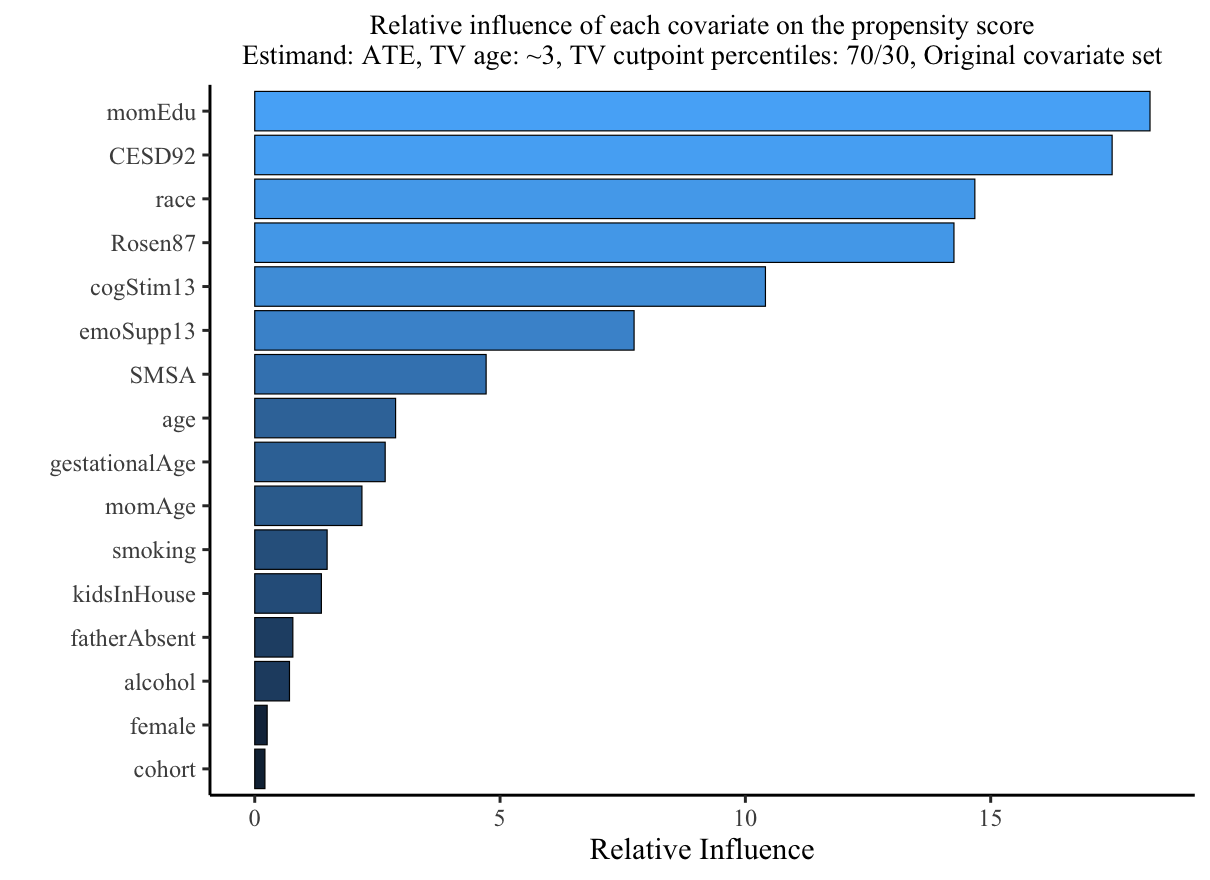 Relative influence of each covariate on the propensity score
Estimand: ATE, TV age: ~3, TV cutpoint percentiles: 70/30, Original covariate set
momEdu
CESD92
race
Rosen87
cogStim13
emoSupp13
SMSA
age
gestationalAge
momAge
smoking
kidsInHouse
fatherAbsent
alcohol
female
cohort
0 5 10 15
Relative Influence